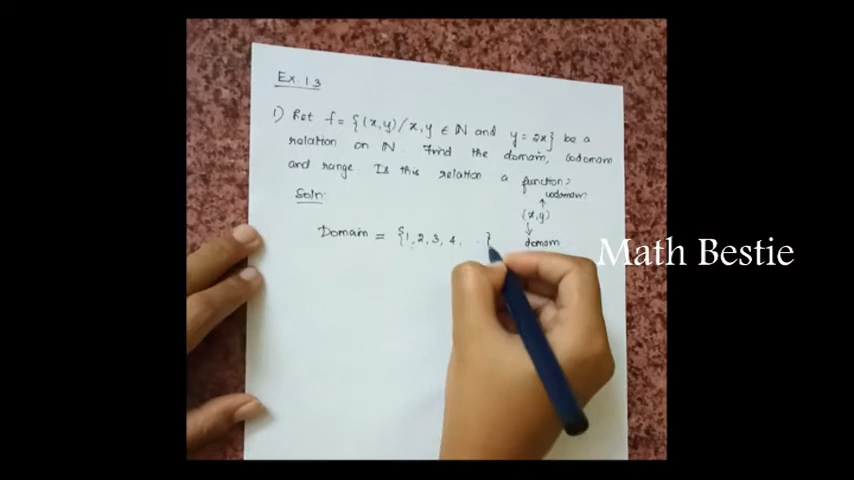 Ex. 1.3
1) Let f = {(x,y)/x,y ∈ ℕ and y = 2x} be a
relation on ℕ. Find the domain, codomain
and range. Is this relation a function?
Soln:
codomain
↑
(x,y)
↓
domain
Domain = {1, 2, 3, 4, . . }
Math Bestie